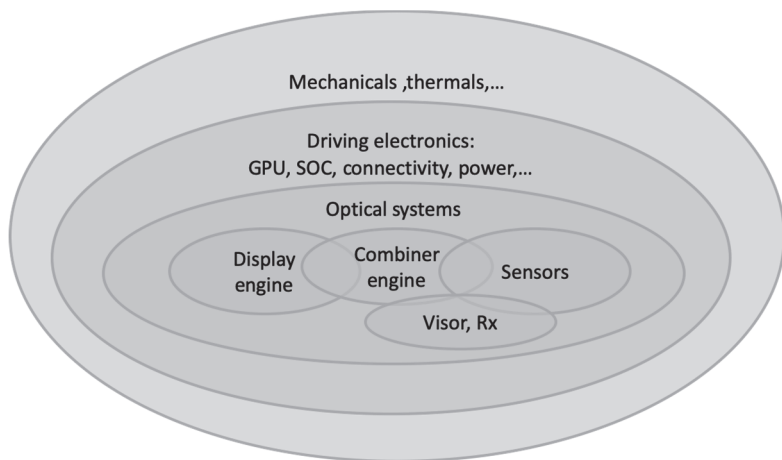 Mechanicals ,thermals,...
Driving electronics:
GPU, SOC, connectivity, power,...
Optical systems
Display
engine
Combiner
engine
Sensors
Visor, Rx